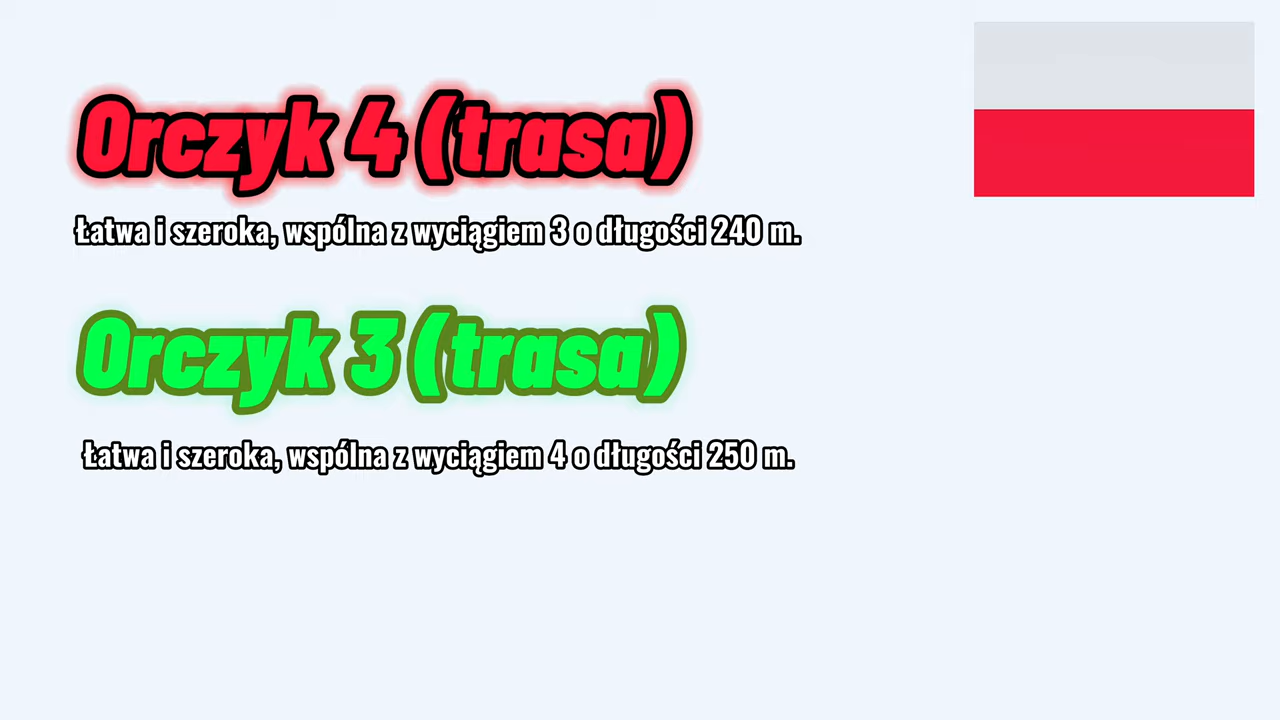 Orczyk 4 (trasa)
Łatwa i szeroka, wspólna z wyciągiem 3 o długości 240 m.
Orczyk 3 (trasa)
Łatwa i szeroka, wspólna z wyciągiem 4 o długości 250 m.